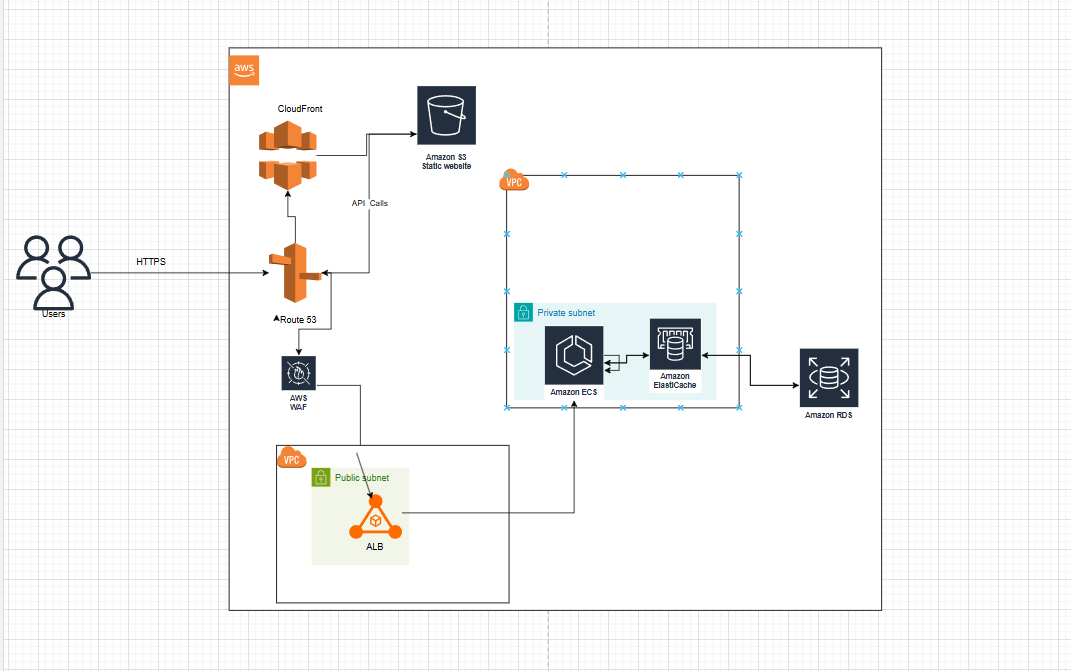 aws
CloudFront
Amazon S3
Static website
VPC
API Calls
HTTPS
Users
Route 53
Private subnet
Amazon ECS
Amazon
ElastiCache
Amazon RDS
AWS
WAF
VPC
Public subnet
ALB